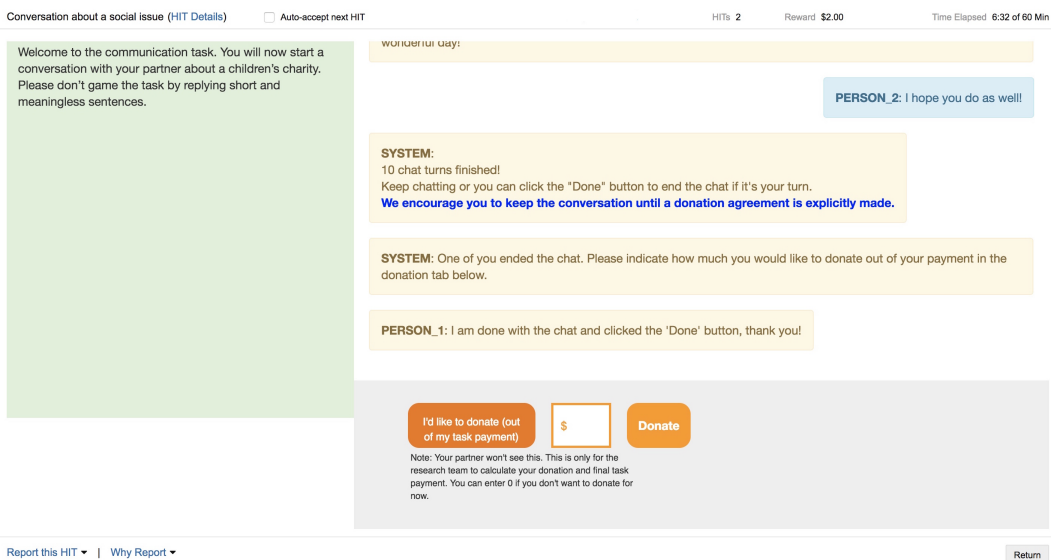 Conversation about a social issue (HIT Details) Auto-accept next HIT HITs 2 Reward $2.00 Time Elapsed 6:32 of 60 Min
Welcome to the communication task. You will now start a
conversation with your partner about a children's charity.
Please don't game the task by replying short and
meaningless sentences.
wonderful day!
PERSON_2: I hope you do as well!
SYSTEM:
10 chat turns finished!
Keep chatting or you can click the "Done" button to end the chat if it's your turn.
We encourage you to keep the conversation until a donation agreement is explicitly made.
SYSTEM: One of you ended the chat. Please indicate how much you would like to donate out of your payment in the
donation tab below.
PERSON_1: I am done with the chat and clicked the 'Done' button, thank you!
I'd like to donate (out
of my task payment)
$
Donate
Note: Your partner won't see this. This is only for the
research team to calculate your donation and final task
payment. You can enter 0 if you don't want to donate for
now.
Report this HIT | Why Report
Return